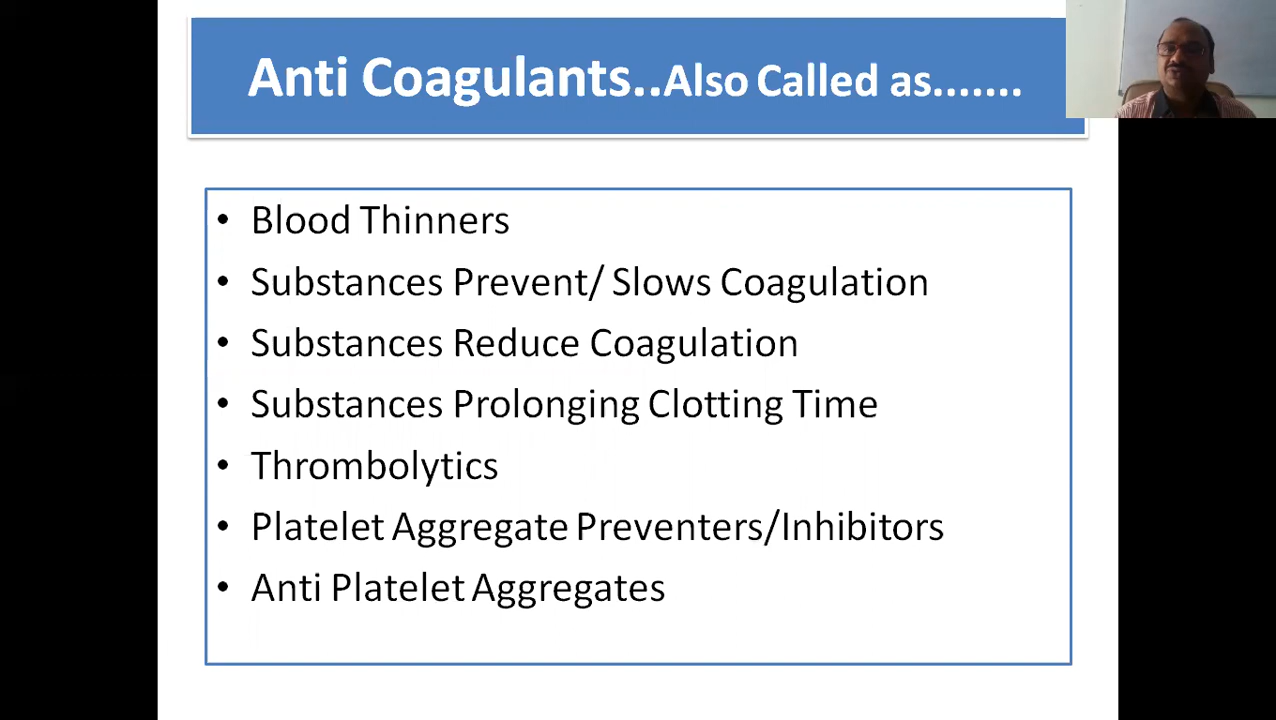 Anti Coagulants..Also Called as.......
• Blood Thinners
• Substances Prevent/ Slows Coagulation
• Substances Reduce Coagulation
• Substances Prolonging Clotting Time
• Thrombolytics
• Platelet Aggregate Preventers/Inhibitors
• Anti Platelet Aggregates